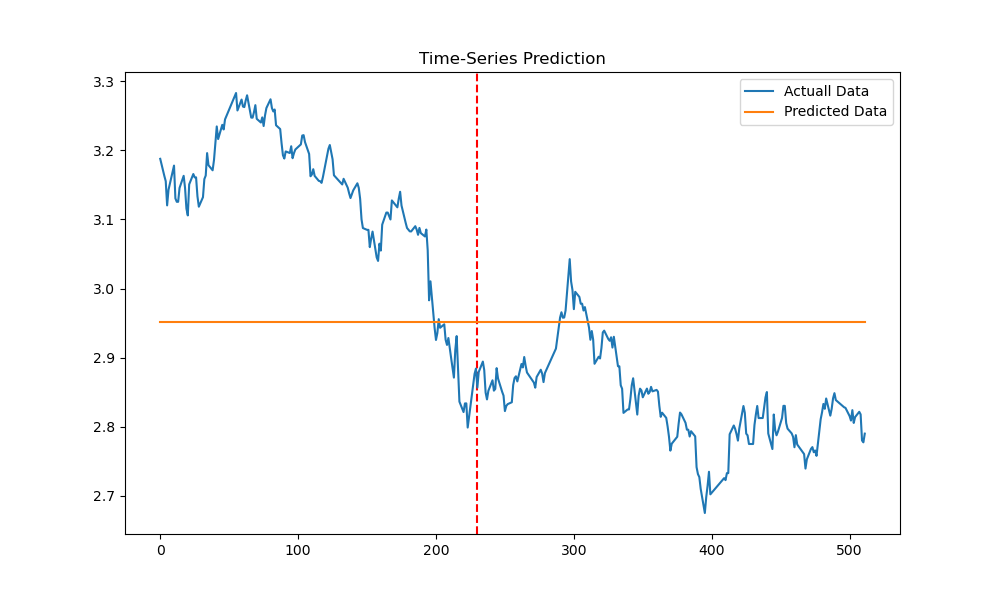 Time-Series Prediction
Actuall Data
Predicted Data
3.3
3.2
3.1
3.0
2.9
2.8
2.7
0 100 200 300 400 500